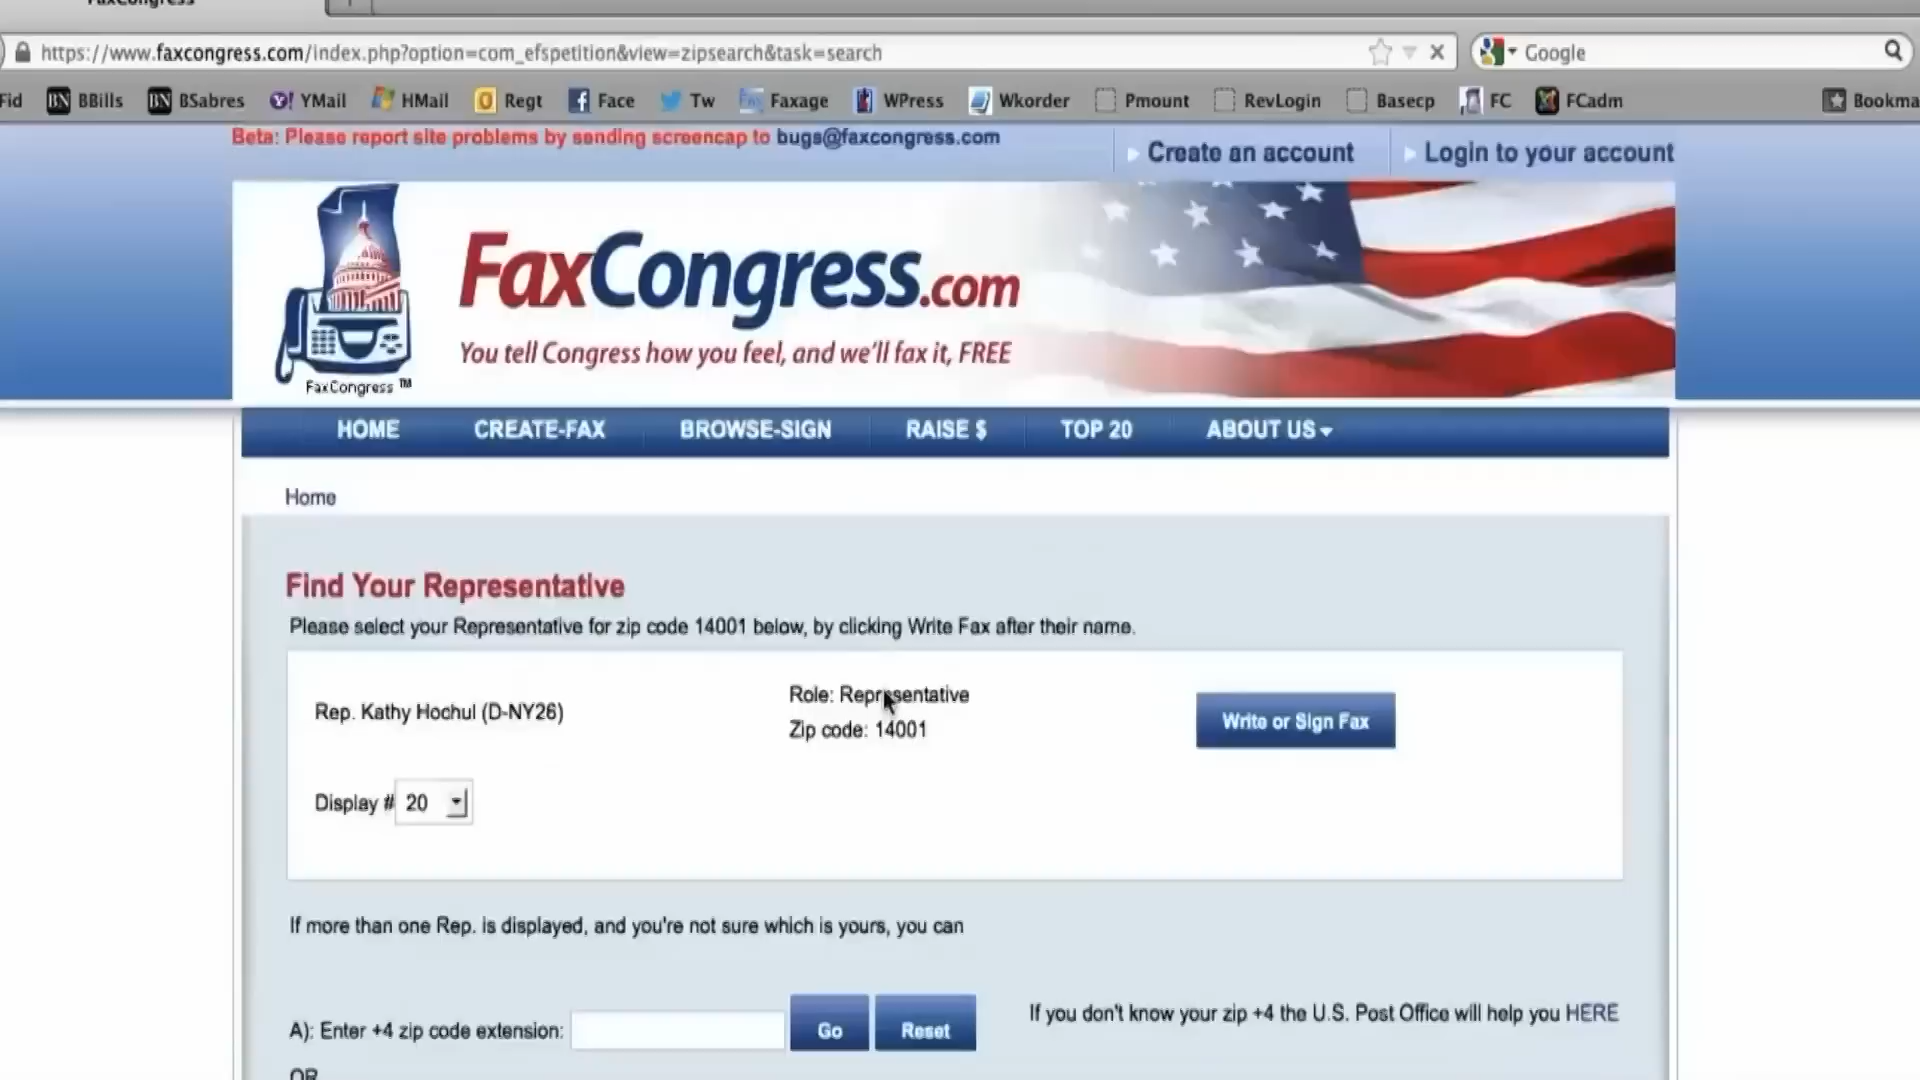 FaxCongress
https://www.faxcongress.com/index.php?option=com_efspetition&view=zipsearch&task=search
Google
Fid BBills BSabres YMail HMail Regt Face Tw Faxage WPress Wkorder Pmount RevLogin Basecp FC FCadm Bookma
Beta: Please report site problems by sending screencap to bugs@faxcongress.com
Create an account Login to your account
FaxCongress.com
You tell Congress how you feel, and we'll fax it, FREE
FaxCongress ™
HOME CREATE-FAX BROWSE-SIGN RAISE $ TOP 20 ABOUT US
Home
Find Your Representative
Please select your Representative for zip code 14001 below, by clicking Write Fax after their name.
Rep. Kathy Hochul (D-NY26)
Role: Representative
Zip code: 14001
Write or Sign Fax
Display # 20
If more than one Rep. is displayed, and you're not sure which is yours, you can
A): Enter +4 zip code extension: Go Reset
If you don't know your zip +4 the U.S. Post Office will help you HERE
OR